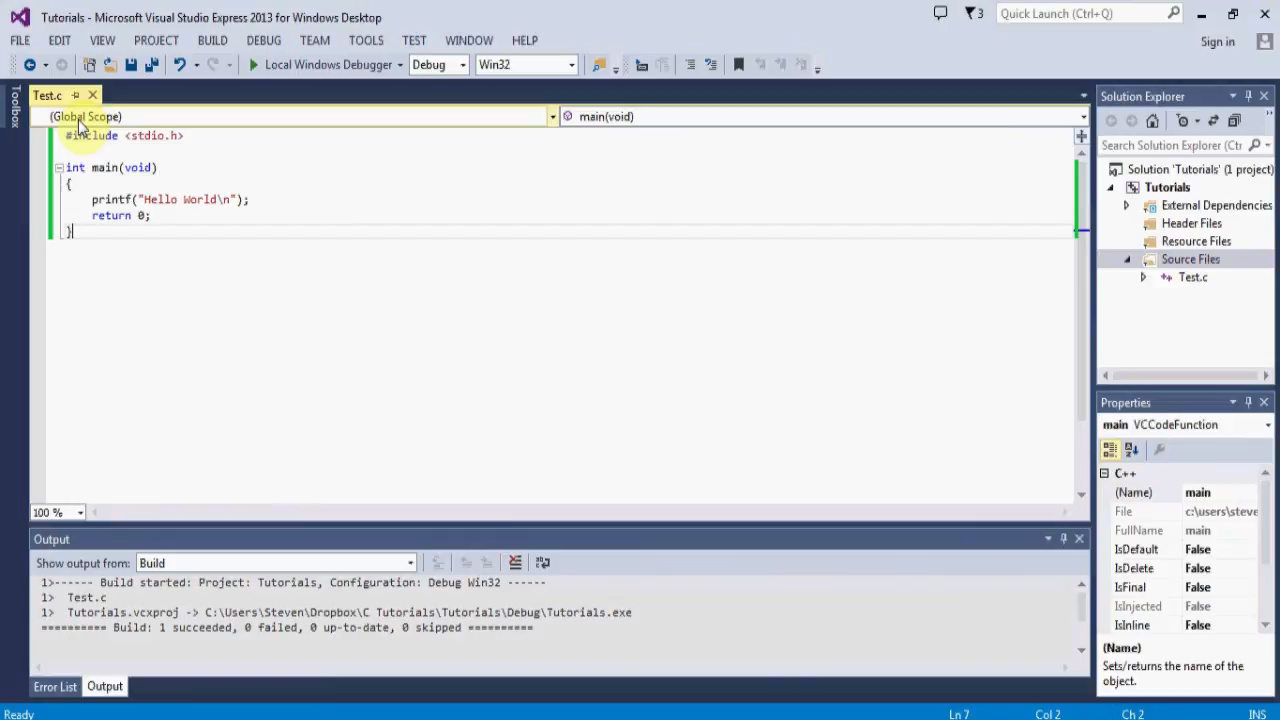 Tutorials - Microsoft Visual Studio Express 2013 for Windows Desktop
3
Quick Launch (Ctrl+Q)
FILE EDIT VIEW PROJECT BUILD DEBUG TEAM TOOLS TEST WINDOW HELP
Sign in
Local Windows Debugger
Debug
Win32
Toolbox
Test.c
(Global Scope)
main(void)
#include <stdio.h>
int main(void)
{
printf("Hello World\n");
return 0;
}
100 %
Solution Explorer
Search Solution Explorer (Ctr
Solution 'Tutorials' (1 project)
Tutorials
External Dependencies
Header Files
Resource Files
Source Files
Test.c
Properties
main VCCodeFunction
C++
(Name) main
File c:\users\steve
FullName main
IsDefault False
IsDelete False
IsFinal False
IsInjected False
IsInline False
(Name)
Sets/returns the name of the
object.
Output
Show output from: Build
1>------ Build started: Project: Tutorials, Configuration: Debug Win32 ------
1> Test.c
1> Tutorials.vcxproj -> C:\Users\Steven\Dropbox\C Tutorials\Tutorials\Debug\Tutorials.exe
========== Build: 1 succeeded, 0 failed, 0 up-to-date, 0 skipped ==========
Error List Output
Ready Ln 7 Col 2 Ch 2 INS